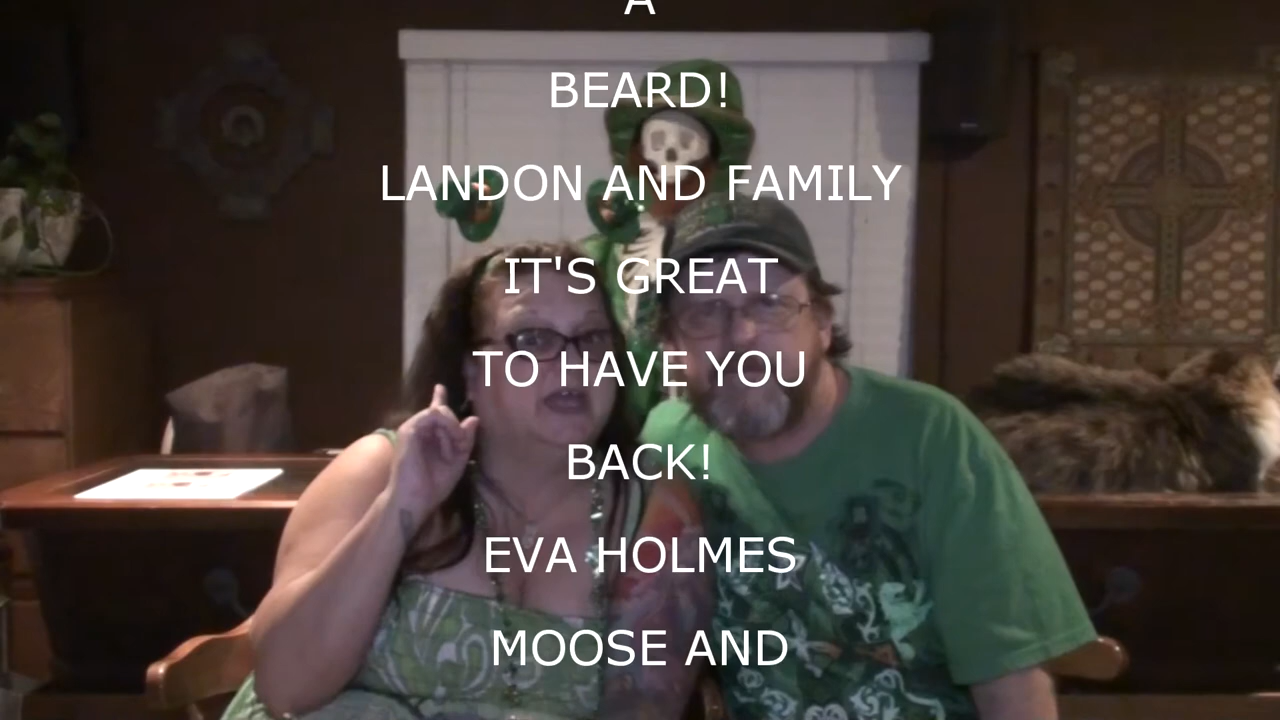 A
BEARD!
LANDON AND FAMILY
IT'S GREAT
TO HAVE YOU
BACK!
EVA HOLMES
MOOSE AND